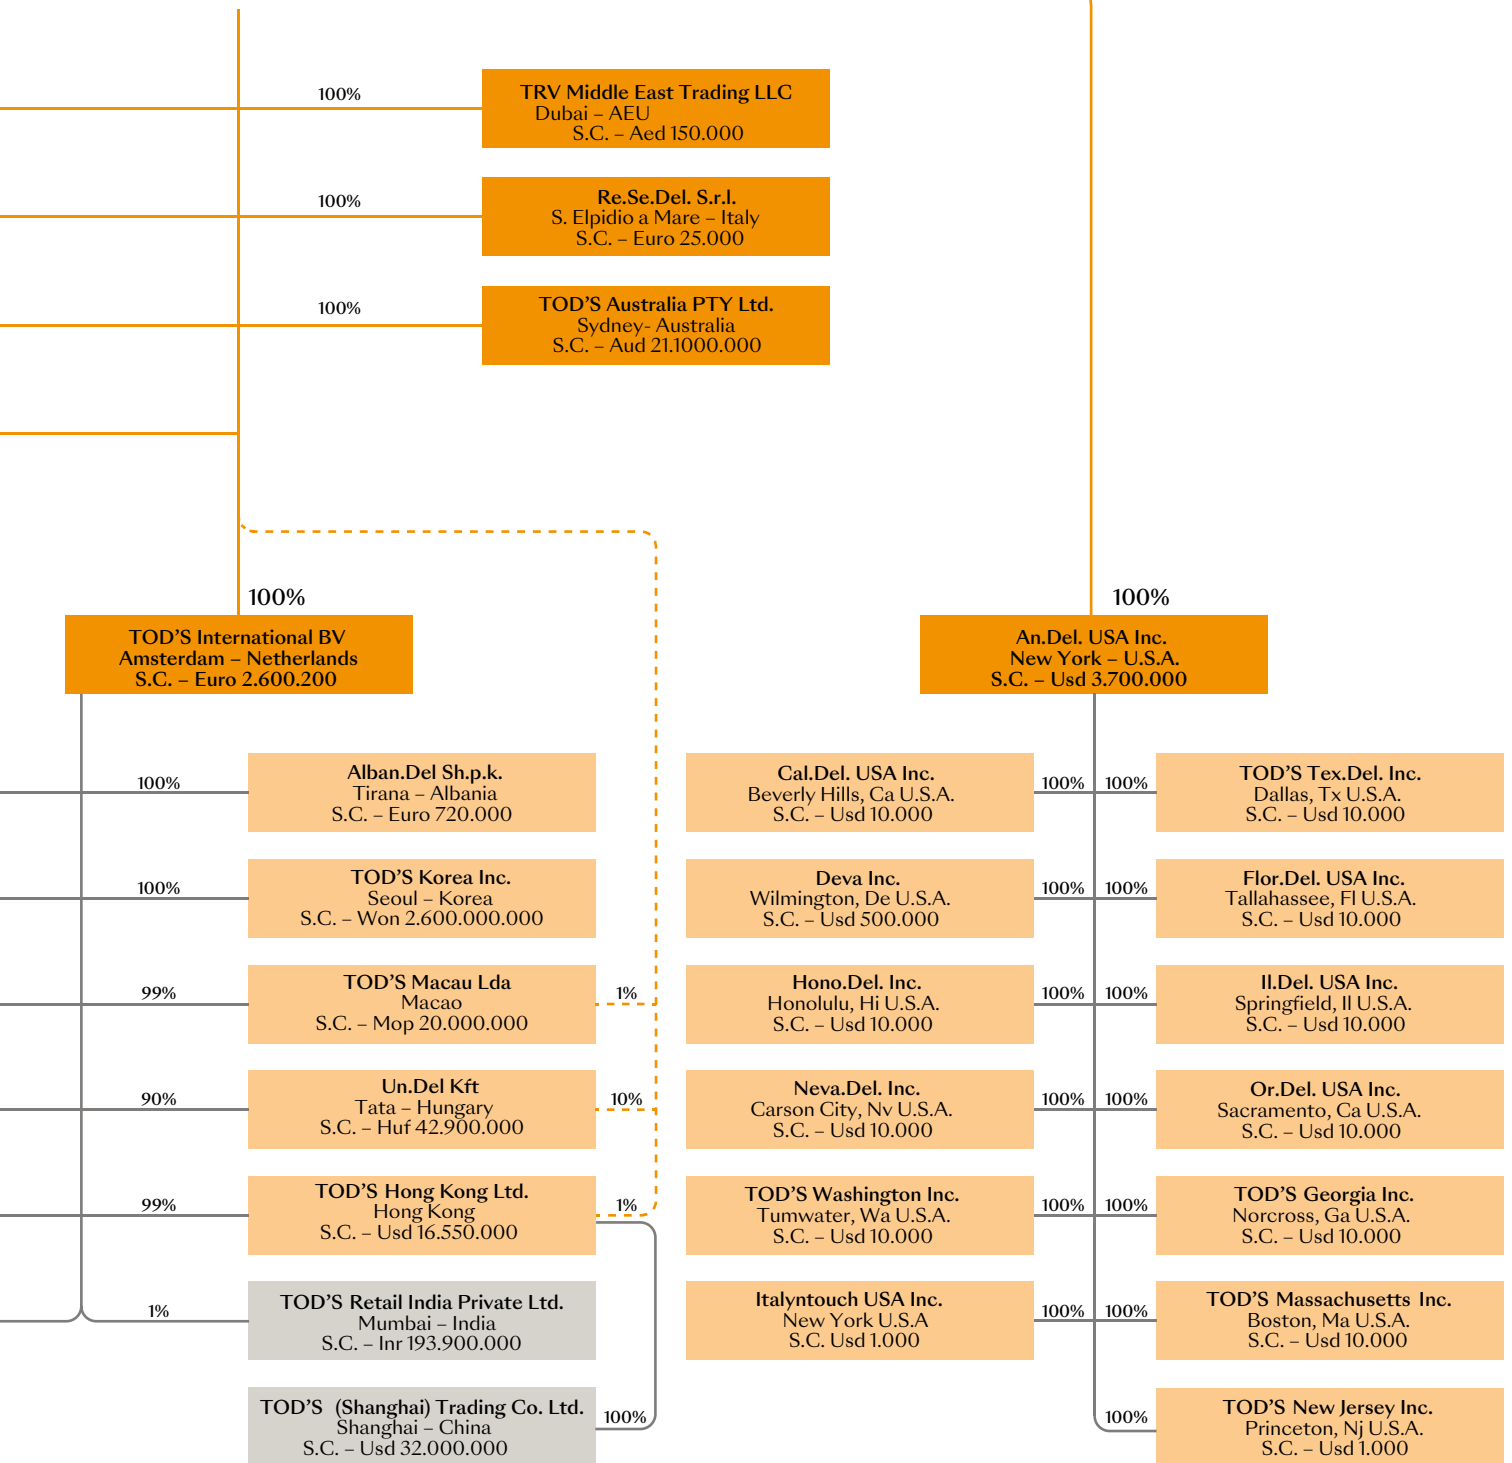 100%
TRV Middle East Trading LLC
Dubai – AEU
S.C. – Aed 150.000
100%
Re.Se.Del. S.r.l.
S. Elpidio a Mare – Italy
S.C. – Euro 25.000
100%
TOD'S Australia PTY Ltd.
Sydney- Australia
S.C. – Aud 21.1000.000
100%
TOD'S International BV
Amsterdam – Netherlands
S.C. – Euro 2.600.200
100%
An.Del. USA Inc.
New York – U.S.A.
S.C. – Usd 3.700.000
100%
Alban.Del Sh.p.k.
Tirana – Albania
S.C. – Euro 720.000
100%
TOD'S Korea Inc.
Seoul – Korea
S.C. – Won 2.600.000.000
99%
TOD'S Macau Lda
Macao
S.C. – Mop 20.000.000
1%
90%
Un.Del Kft
Tata – Hungary
S.C. – Huf 42.900.000
10%
99%
TOD'S Hong Kong Ltd.
Hong Kong
S.C. – Usd 16.550.000
1%
1%
TOD'S Retail India Private Ltd.
Mumbai – India
S.C. – Inr 193.900.000
TOD'S (Shanghai) Trading Co. Ltd.
Shanghai – China
S.C. – Usd 32.000.000
100%
Cal.Del. USA Inc.
Beverly Hills, Ca U.S.A.
S.C. – Usd 10.000
100% 100%
TOD'S Tex.Del. Inc.
Dallas, Tx U.S.A.
S.C. – Usd 10.000
Deva Inc.
Wilmington, De U.S.A.
S.C. – Usd 500.000
100% 100%
Flor.Del. USA Inc.
Tallahassee, Fl U.S.A.
S.C. – Usd 10.000
Hono.Del. Inc.
Honolulu, Hi U.S.A.
S.C. – Usd 10.000
100% 100%
Il.Del. USA Inc.
Springfield, Il U.S.A.
S.C. – Usd 10.000
Neva.Del. Inc.
Carson City, Nv U.S.A.
S.C. – Usd 10.000
100% 100%
Or.Del. USA Inc.
Sacramento, Ca U.S.A.
S.C. – Usd 10.000
TOD'S Washington Inc.
Tumwater, Wa U.S.A.
S.C. – Usd 10.000
100% 100%
TOD'S Georgia Inc.
Norcross, Ga U.S.A.
S.C. – Usd 10.000
Italyntouch USA Inc.
New York U.S.A
S.C. Usd 1.000
100% 100%
TOD'S Massachusetts Inc.
Boston, Ma U.S.A.
S.C. – Usd 10.000
100%
TOD'S New Jersey Inc.
Princeton, Nj U.S.A.
S.C. – Usd 1.000